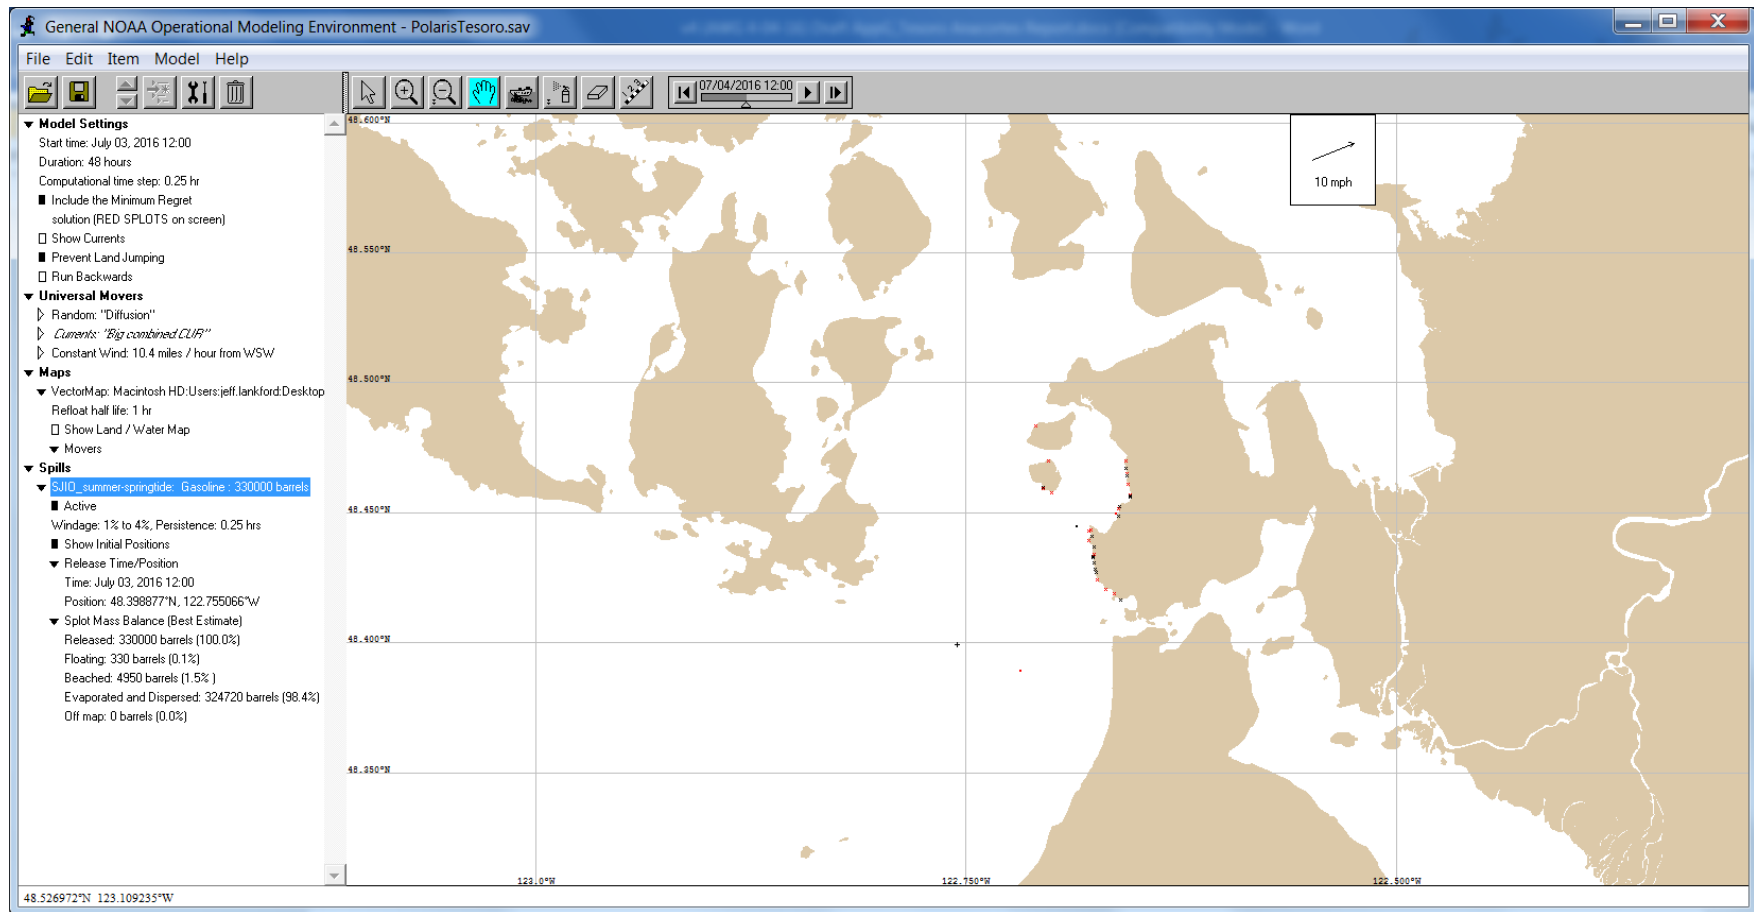 General NOAA Operational Modeling Environment - PolarisTesoro.sav
File Edit Item Model Help
07/04/2016 12:00
Model Settings
Start time: July 03, 2016 12:00
Duration: 48 hours
Computational time step: 0.25 hr
Include the Minimum Regret
solution (RED SPLOTS on screen)
Show Currents
Prevent Land Jumping
Run Backwards
Universal Movers
Random: "Diffusion"
Currents: "Big combined.CUR"
Constant Wind: 10.4 miles / hour from WSW
Maps
VectorMap: Macintosh HD:Users:jeff.lankford:Desktop
Refloat half life: 1 hr
Show Land / Water Map
Movers
Spills
SJIO_summer-springtide: Gasoline : 330000 barrels
Active
Windage: 1% to 4%, Persistence: 0.25 hrs
Show Initial Positions
Release Time/Position
Time: July 03, 2016 12:00
Position: 48.398877°N, 122.755066°W
Splot Mass Balance (Best Estimate)
Released: 330000 barrels (100.0%)
Floating: 330 barrels (0.1%)
Beached: 4950 barrels (1.5% )
Evaporated and Dispersed: 324720 barrels (98.4%)
Off map: 0 barrels (0.0%)
48.600°N
10 mph
48.550°N
48.500°N
48.450°N
48.400°N
48.350°N
123.0°W
122.750°W
122.500°W
48.526972°N 123.109235°W